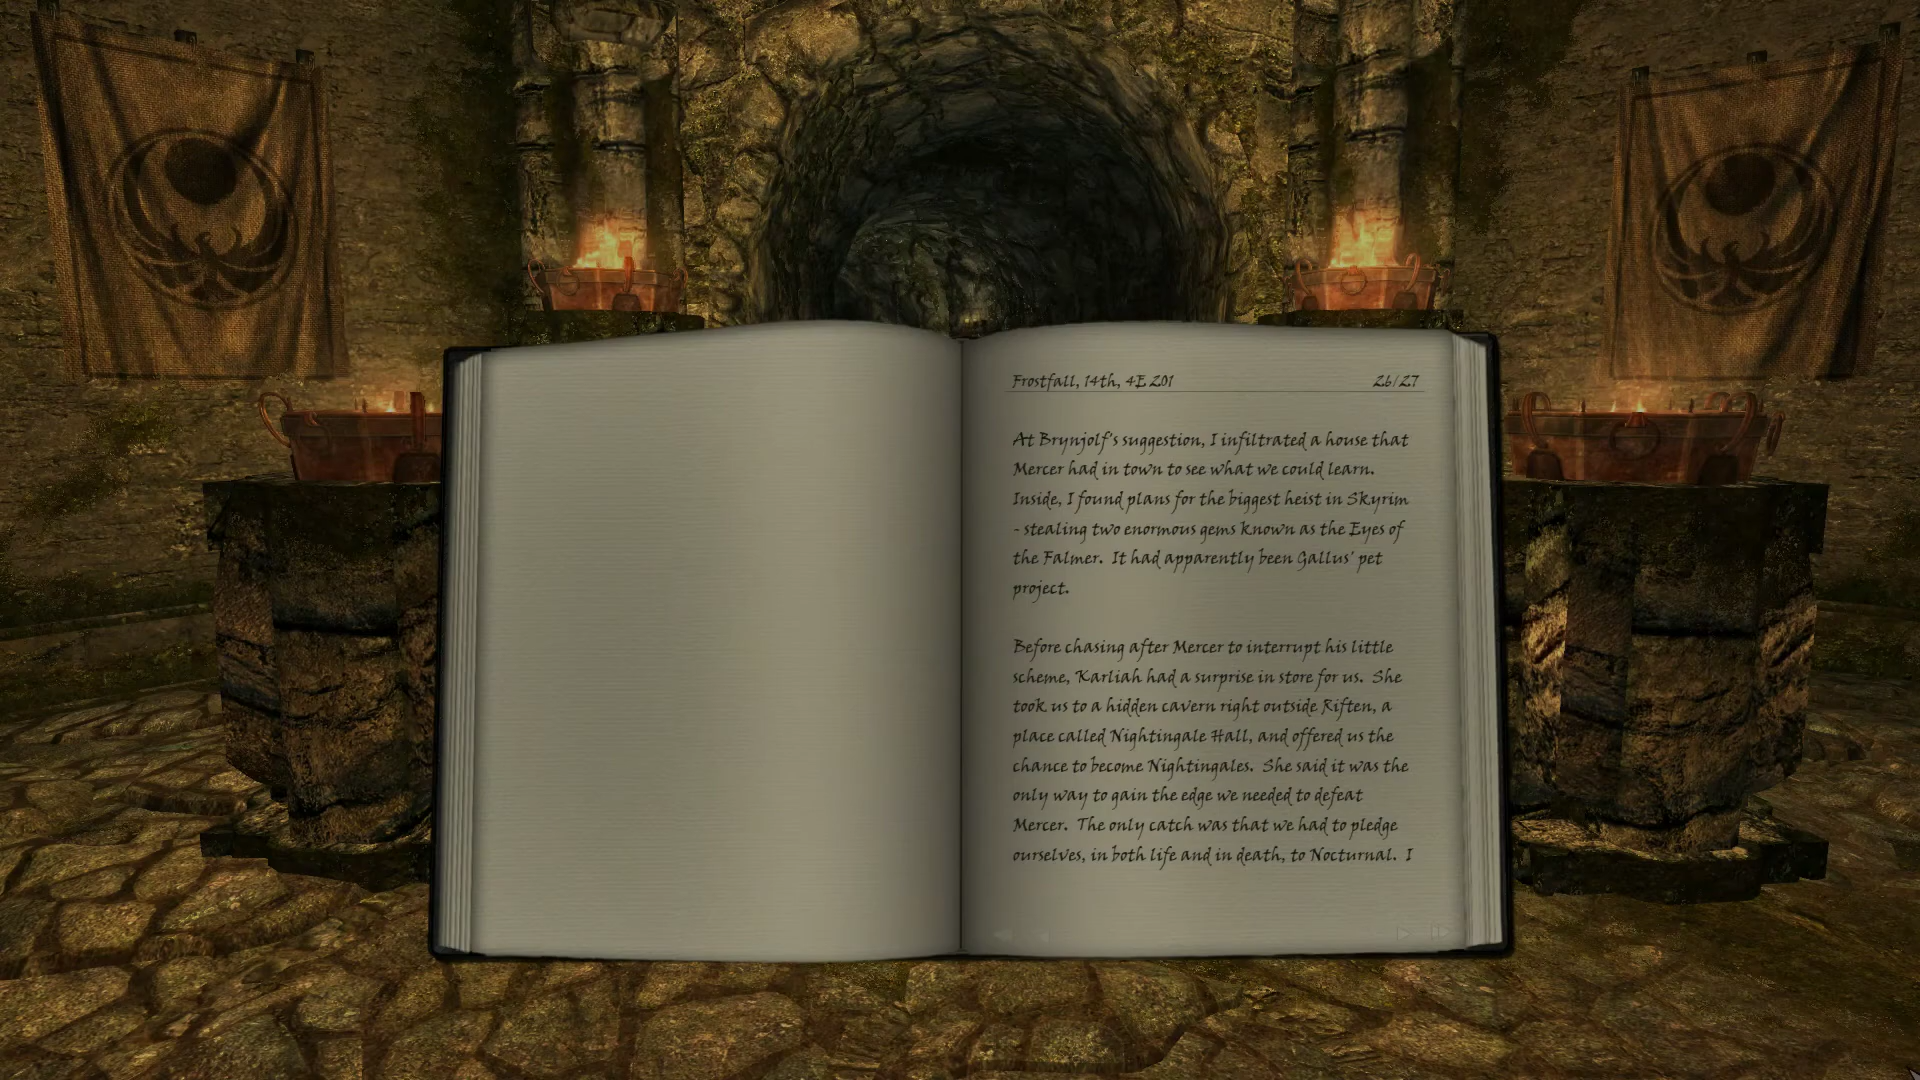 Frostfall, 14th, 4E 201 26/27
At Brynjolf's suggestion, I infiltrated a house that
Mercer had in town to see what we could learn.
Inside, I found plans for the biggest heist in Skyrim
- stealing two enormous gems known as the Eyes of
the Falmer.  It had apparently been Gallus' pet
project.
Before chasing after Mercer to interrupt his little
scheme, Karliah had a surprise in store for us.  She
took us to a hidden cavern right outside Riften, a
place called Nightingale Hall, and offered us the
chance to become Nightingales.  She said it was the
only way to gain the edge we needed to defeat
Mercer.  The only catch was that we had to pledge
ourselves, in both life and in death, to Nocturnal.  I